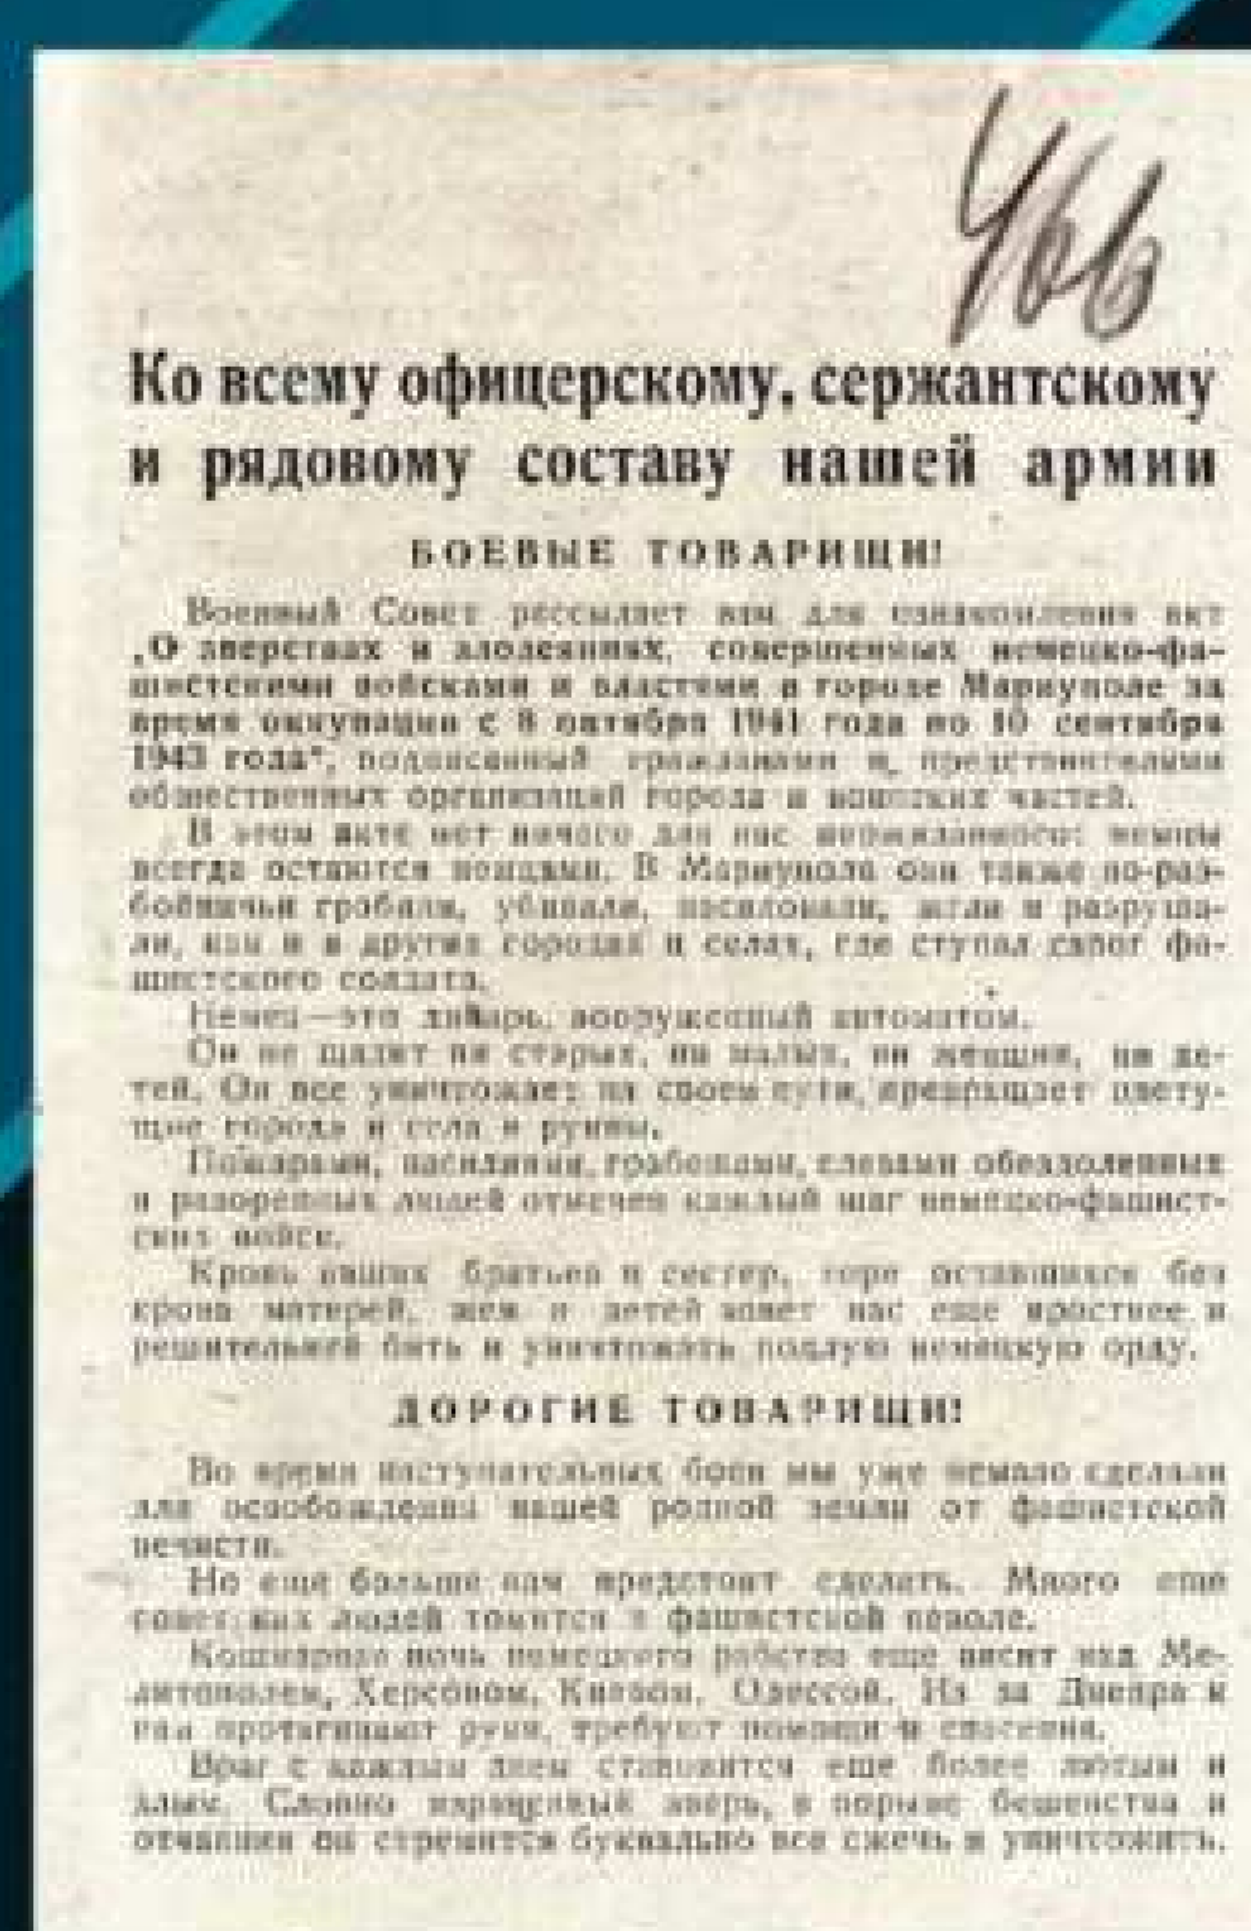 466
Ко всему офицерскому, сержантскому
и рядовому составу нашей армии
БОЕВЫЕ ТОВАРИЩИ!
Военный Совет рассылает вам для ознакомления акт
„О зверствах и злодеяниях, совершенных немецко-фа-
шистскими войсками и властями в городе Мариуполе за
время оккупации с 8 октября 1941 года по 10 сентября
1943 года“, подписанный гражданами и представителями
общественных организаций города и воинских частей.
В этом акте нет ничего для нас неожиданного: немцы
всегда остаются немцами. В Мариуполе они также по-раз-
бойничьи грабили, убивали, насиловали, жгли и разруша-
ли, как и в других городах и селах, где ступал сапог фа-
шистского солдата.
Немец—это дикарь, вооруженный автоматом.
Он не щадит ни старых, ни малых, ни женщин, ни де-
тей. Он все уничтожает на своем пути, превращает цвету-
щие города и села в руины.
Пожарами, насилиями, грабежами, слезами обездоленных
и разоренных людей отмечен каждый шаг немецко-фашист-
ских войск.
Кровь наших братьев и сестер, горе оставшихся без
крова матерей, жен и детей зовет нас еще яростнее и
решительней бить и уничтожать подлую немецкую орду.
ДОРОГИЕ ТОВАРИЩИ!
Во время наступательных боев мы уже немало сделали
для освобождения нашей родной земли от фашистской
нечисти.
Но еще больше нам предстоит сделать. Много еще
советских людей томится в фашистской неволе.
Кошмарная ночь немецкого рабства еще висит над Ме-
литополем, Херсоном, Киевом, Одессой. Из за Днепра к
нам протягивают руки, требуют помощи и спасения.
Враг с каждым днем становится еще более лютым и
злым. Словно израненный зверь, в порыве бешенства и
отчаяния он стремится буквально все сжечь и уничтожить.